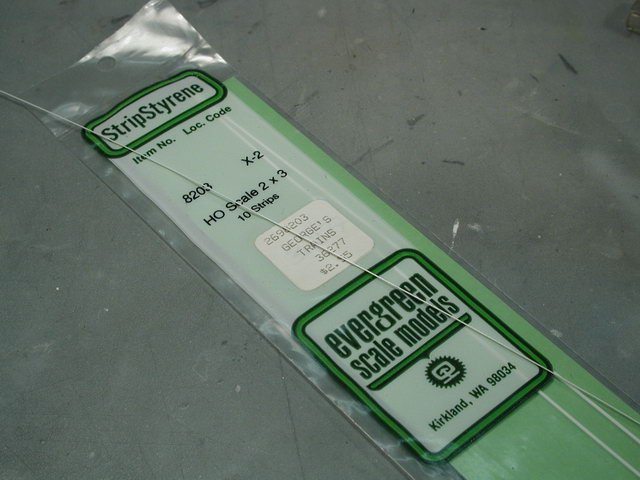 StripStyrene
Item No. Loc. Code
8203 X-2
HO Scale 2 x 3
10 Strips
GEORGE'S
TRAINS
evergreen
scale models
Kirkland, WA 98034